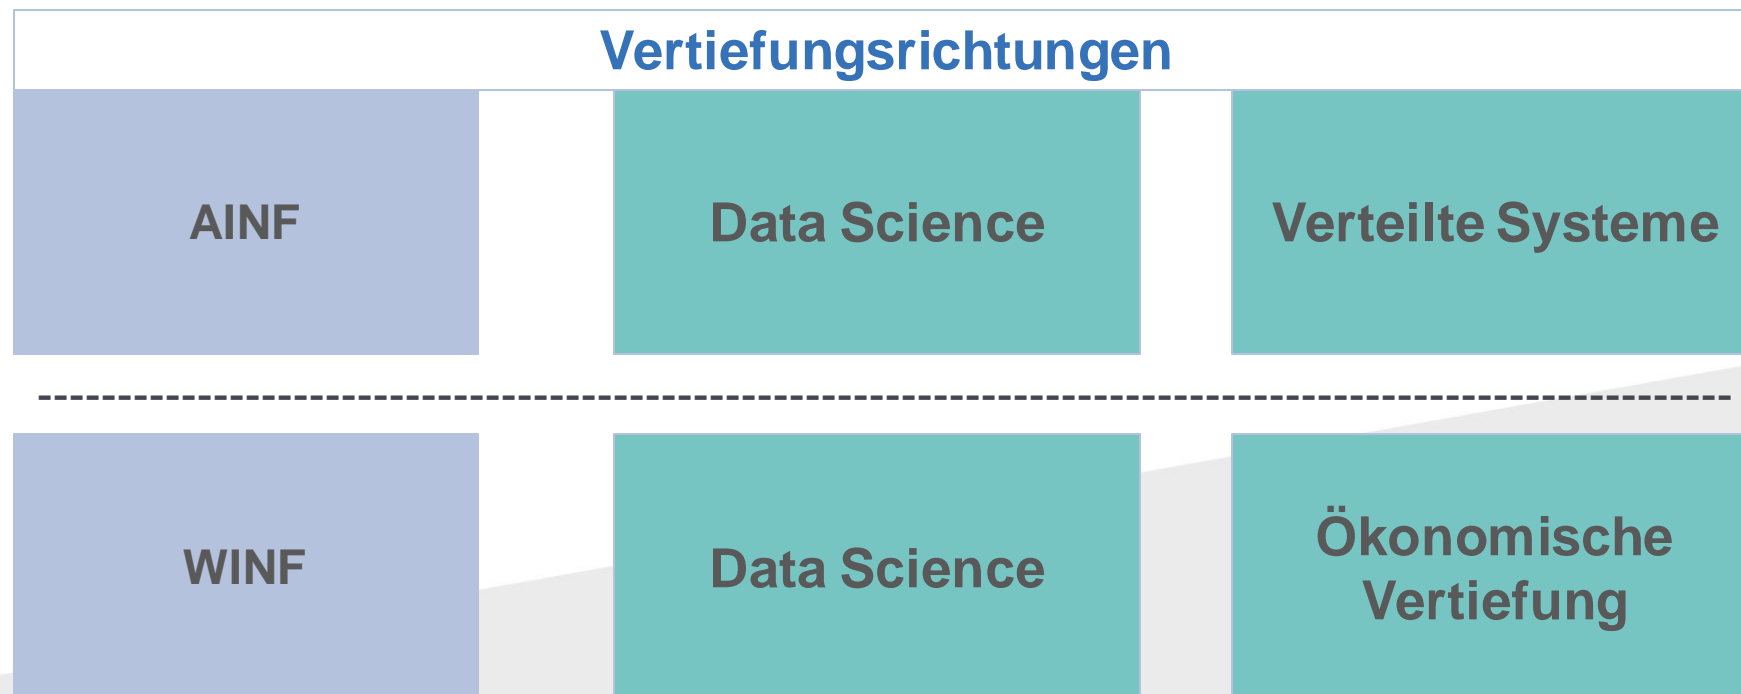 Vertiefungsrichtungen
AINF
Data Science
Verteilte Systeme
WINF
Data Science
Ökonomische
Vertiefung